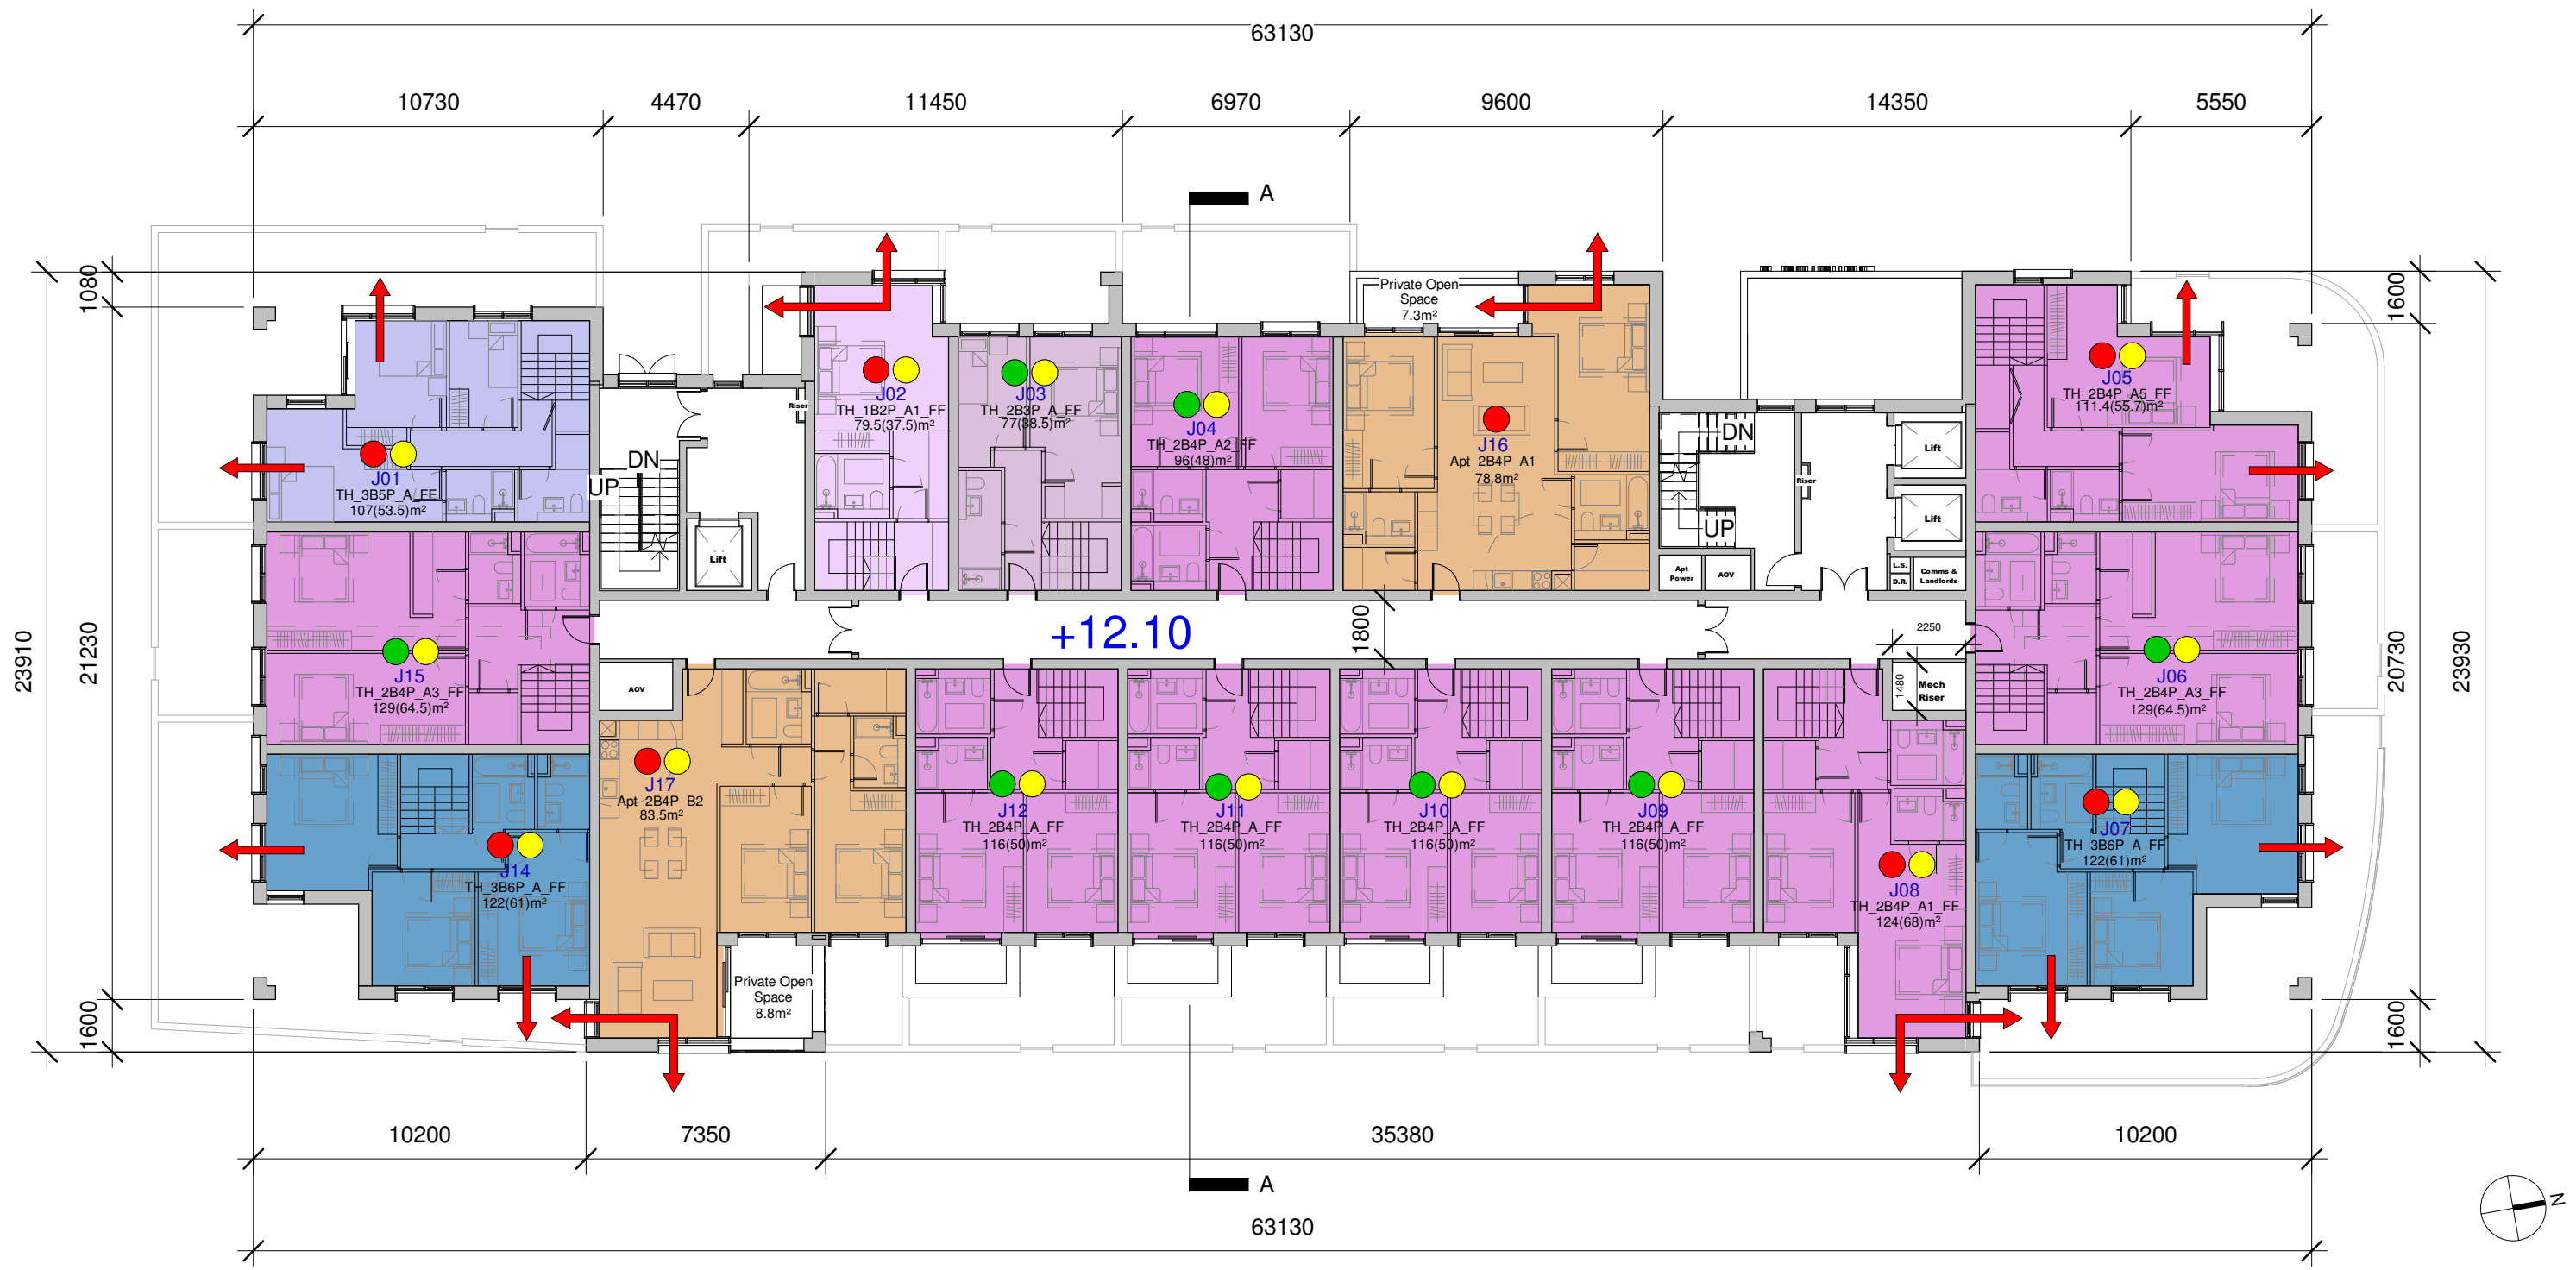 63130
10730
4470
11450
6970
9600
14350
5550
A
1080
21230
1600
23910
1600
20730
1600
23930
Private Open
Space
7.3m²
J01
TH_3B5P_A_FF
107(53.5)m²
DN
UP
Riser
Lift
J02
TH_1B2P_A1_FF
79.5(37.5)m²
J03
TH_2B3P_A_FF
77(38.5)m²
J04
TH_2B4P_A2_FF
96(48)m²
J16
Apt_2B4P_A1
78.8m²
DN
UP
Riser
Lift
Lift
Apt
Power
AOV
L.S.
D.R.
Comms &
Landlords
J05
TH_2B4P_A5_FF
111.4(55.7)m²
+12.10
1800
2250
1480
Mech
Riser
J15
TH_2B4P_A3_FF
129(64.5)m²
AOV
J06
TH_2B4P_A3_FF
129(64.5)m²
J14
TH_3B6P_A_FF
122(61)m²
J17
Apt_2B4P_B2
83.5m²
J12
TH_2B4P_A_FF
116(50)m²
J11
TH_2B4P_A_FF
116(50)m²
J10
TH_2B4P_A_FF
116(50)m²
J09
TH_2B4P_A_FF
116(50)m²
J08
TH_2B4P_A1_FF
124(68)m²
J07
TH_3B6P_A_FF
122(61)m²
Private Open
Space
8.8m²
10200
7350
35380
10200
A
63130
N